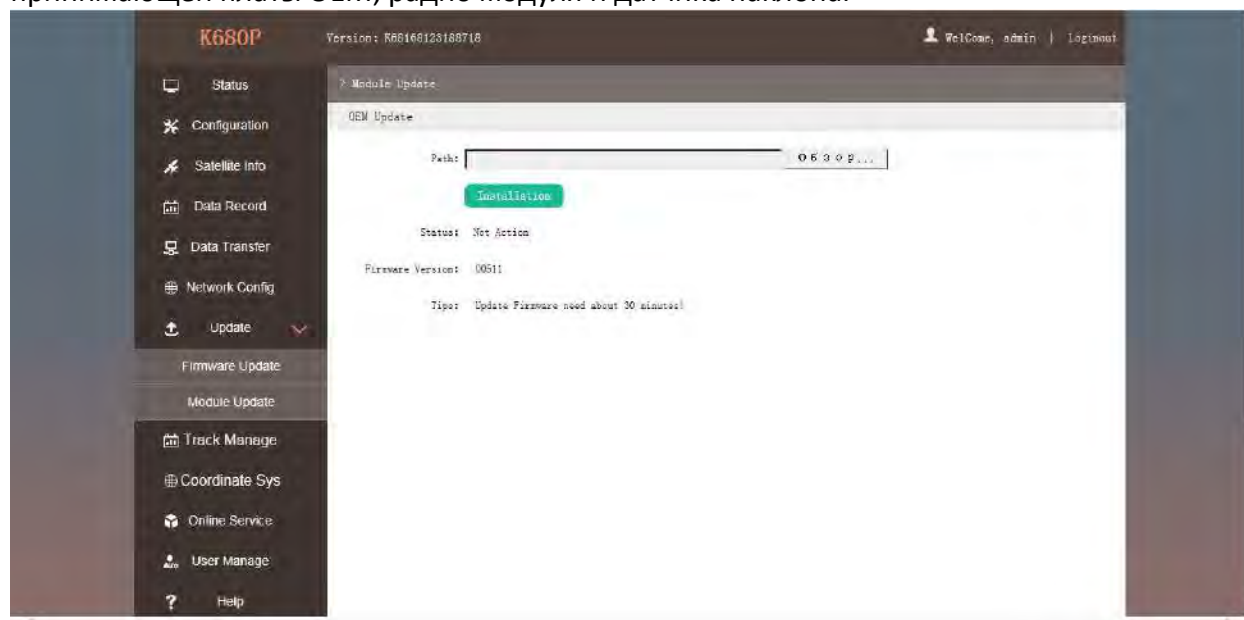 K680P Version: K68168123188718 WelCome, admin | Loginout
Status
Configuration
Satellite Info
Data Record
Data Transfer
Network Config
Update
Firmware Update
Module Update
Track Manage
Coordinate Sys
Online Service
User Manage
Help
> Module Update
OEM Update
Path:
Installation
Status: Not Action
Firmware Version: 00511
Tips: Update Firmware need about 30 minutes!